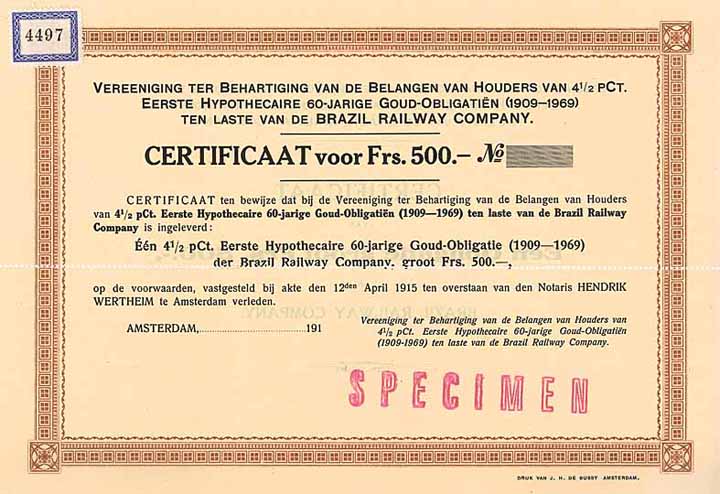 4497
VEREENIGING TER BEHARTIGING VAN DE BELANGEN VAN HOUDERS VAN 4½ PCT.
EERSTE HYPOTHECAIRE 60-JARIGE GOUD-OBLIGATIËN (1909—1969)
TEN LASTE VAN DE BRAZIL RAILWAY COMPANY.
CERTIFICAAT voor Frs. 500.— No
CERTIFICAAT ten bewijze dat bij de Vereeniging ter Behartiging van de Belangen van Houders
van 4½ pCt. Eerste Hypothecaire 60-jarige Goud-Obligatiën (1909—1969) ten laste van de Brazil Railway
Company is ingeleverd:
Één 4½ pCt. Eerste Hypothecaire 60-jarige Goud-Obligatie (1909—1969)
der Brazil Railway Company, groot Frs. 500.—,
op de voorwaarden, vastgesteld bij akte den 12den April 1915 ten overstaan van den Notaris HENDRIK
WERTHEIM te Amsterdam verleden.
AMSTERDAM,..............................191
Vereeniging ter Behartiging van de Belangen van Houders van
4½ pCt. Eerste Hypothecaire 60-jarige Goud-Obligatiën
(1909-1969) ten laste van de Brazil Railway Company.
SPECIMEN
DRUK VAN J. H. DE BUSSY AMSTERDAM.